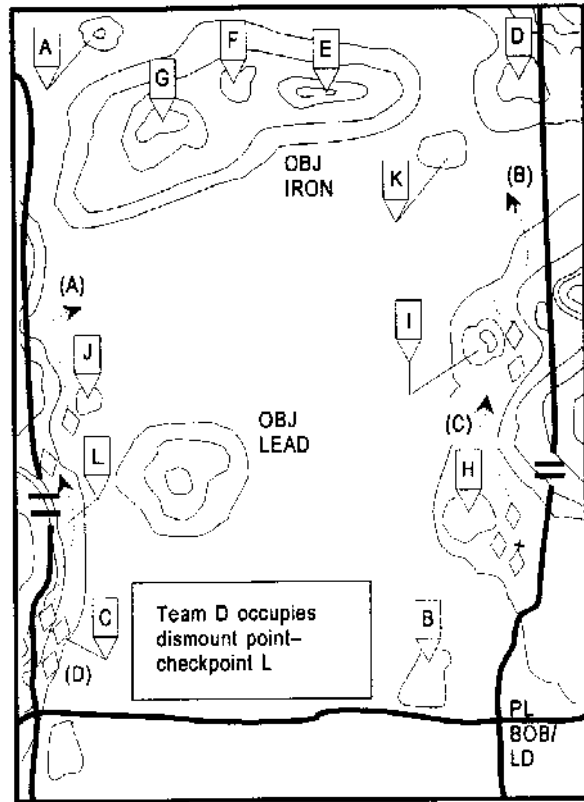 A
F
E
D
G
OBJ
IRON
K
(B)
(A)
I
J
OBJ
LEAD
(C)
L
H
Team D occupies
dismount point–
checkpoint L
C
B
(D)
PL
BOB/
LD